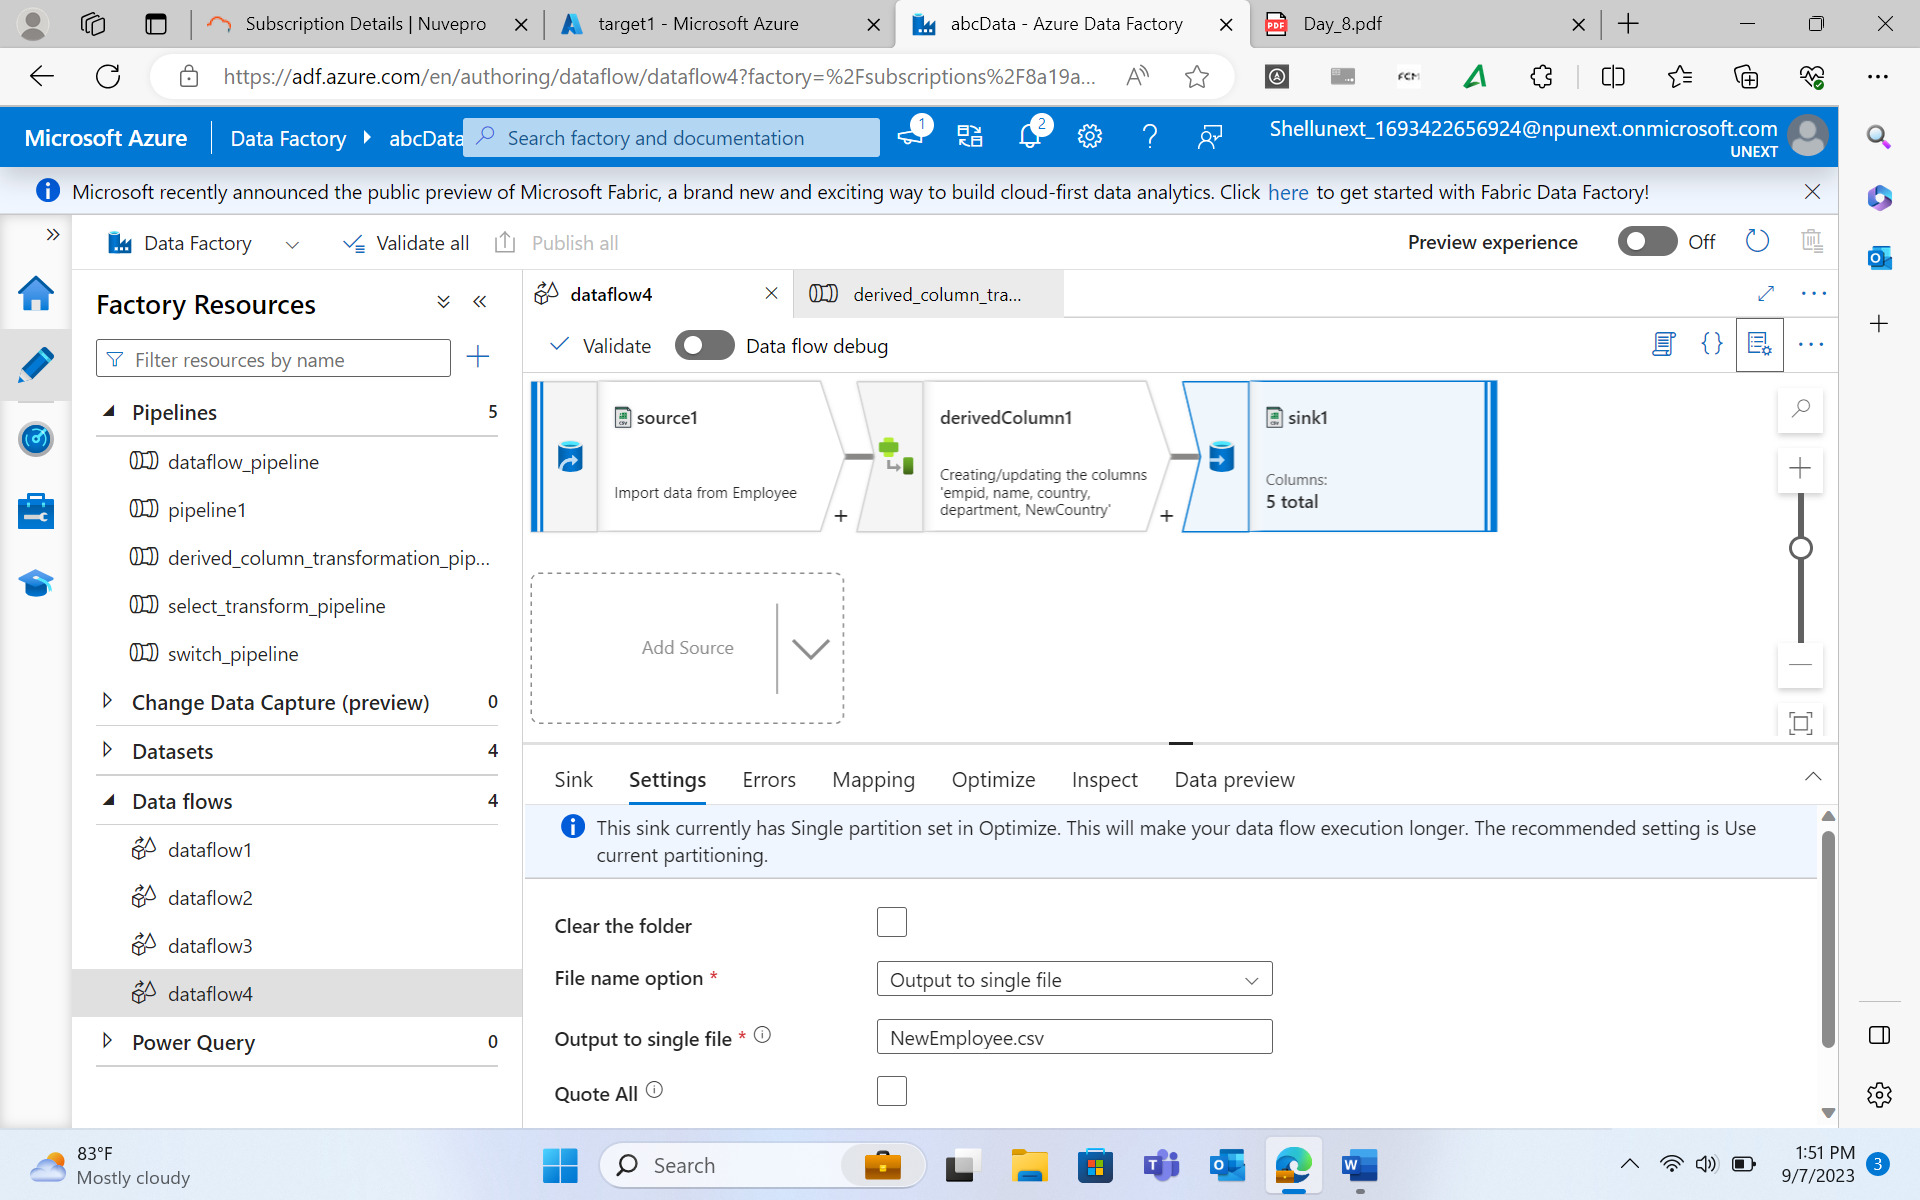 Subscription Details | Nuvepro
target1 - Microsoft Azure
abcData - Azure Data Factory
Day_8.pdf
https://adf.azure.com/en/authoring/dataflow/dataflow4?factory=%2Fsubscriptions%2F8a19a...
FCM
Microsoft Azure
Data Factory
abcData
Search factory and documentation
1
2
Shellunext_1693422656924@npunext.onmicrosoft.com
UNEXT
Microsoft recently announced the public preview of Microsoft Fabric, a brand new and exciting way to build cloud-first data analytics. Click here to get started with Fabric Data Factory!
Data Factory
Validate all
Publish all
Preview experience
Off
Factory Resources
Filter resources by name
Pipelines 5
dataflow_pipeline
pipeline1
derived_column_transformation_pip...
select_transform_pipeline
switch_pipeline
Change Data Capture (preview) 0
Datasets 4
Data flows 4
dataflow1
dataflow2
dataflow3
dataflow4
Power Query 0
dataflow4
derived_column_tra...
Validate
Data flow debug
source1
Import data from Employee
derivedColumn1
Creating/updating the columns
'empid, name, country,
department, NewCountry'
sink1
Columns:
5 total
Add Source
Sink
Settings
Errors
Mapping
Optimize
Inspect
Data preview
This sink currently has Single partition set in Optimize. This will make your data flow execution longer. The recommended setting is Use
current partitioning.
Clear the folder
File name option *
Output to single file
Output to single file *
NewEmployee.csv
Quote All
83°F
Mostly cloudy
Search
1:51 PM
9/7/2023
3